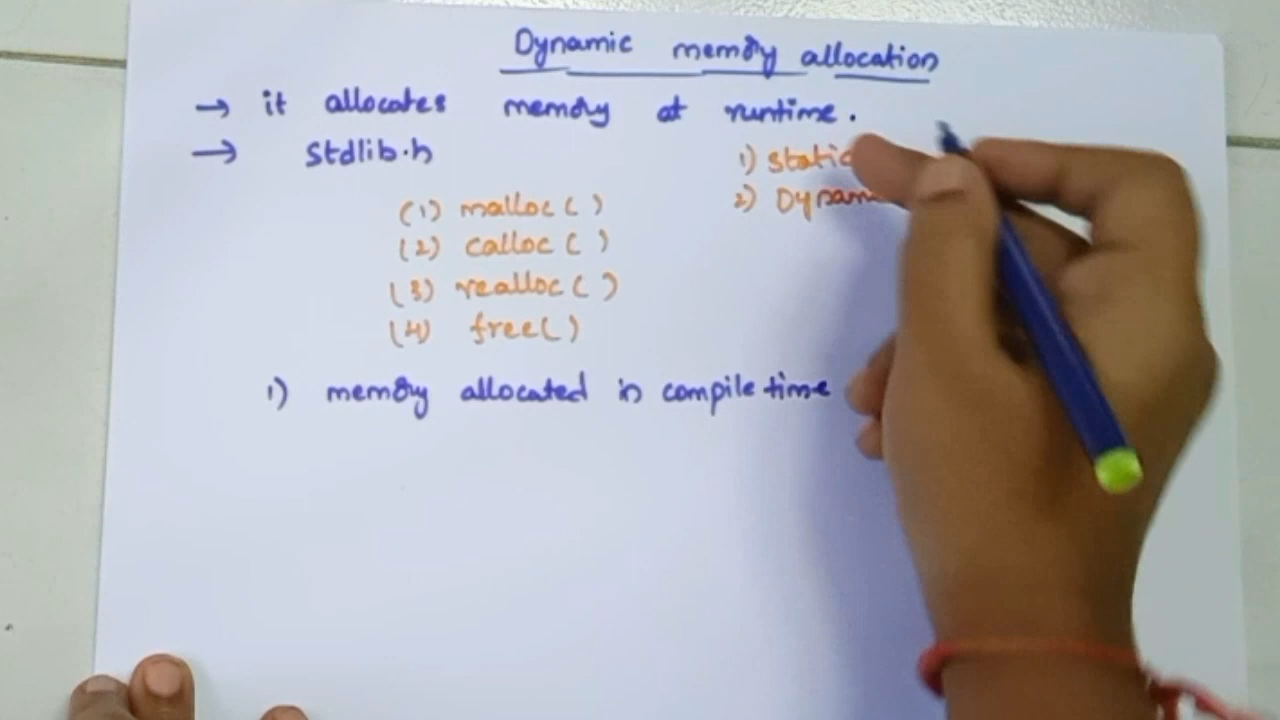 Dynamic memory allocation
→ it allocates memory at runtime.
→ Stdlib.h
1) Static
(1) malloc ( )
2)
(2) calloc ( )
(3) realloc ( )
(4) free( )
1) memory allocated in compile time